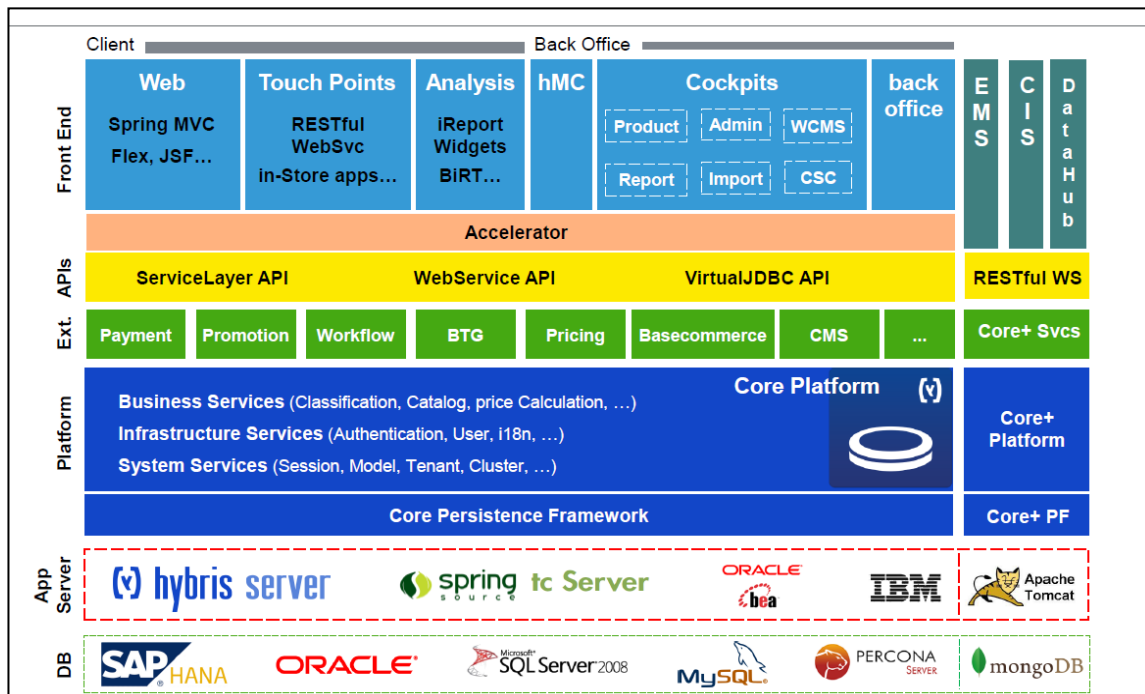 Client
Back Office
Front End
Web
Spring MVC
Flex, JSF...
Touch Points
RESTful
WebSvc
in-Store apps...
Analysis
iReport
Widgets
BiRT...
hMC
Cockpits
Product
Admin
WCMS
Report
Import
CSC
back
office
EMS
CIS
DataHub
Accelerator
APIs
ServiceLayer API
WebService API
VirtualJDBC API
RESTful WS
Ext.
Payment
Promotion
Workflow
BTG
Pricing
Basecommerce
CMS
...
Core+ Svcs
Platform
Core Platform
(y)
Business Services (Classification, Catalog, price Calculation, ...)
Infrastructure Services (Authentication, User, i18n, ...)
System Services (Session, Model, Tenant, Cluster, ...)
Core+
Platform
Core Persistence Framework
Core+ PF
App
Server
(y) hybris server
spring
source
tc Server
ORACLE
bea
IBM
Apache
Tomcat
DB
SAP HANA
ORACLE
Microsoft
SQL Server 2008
MySQL
PERCONA
SERVER
mongoDB